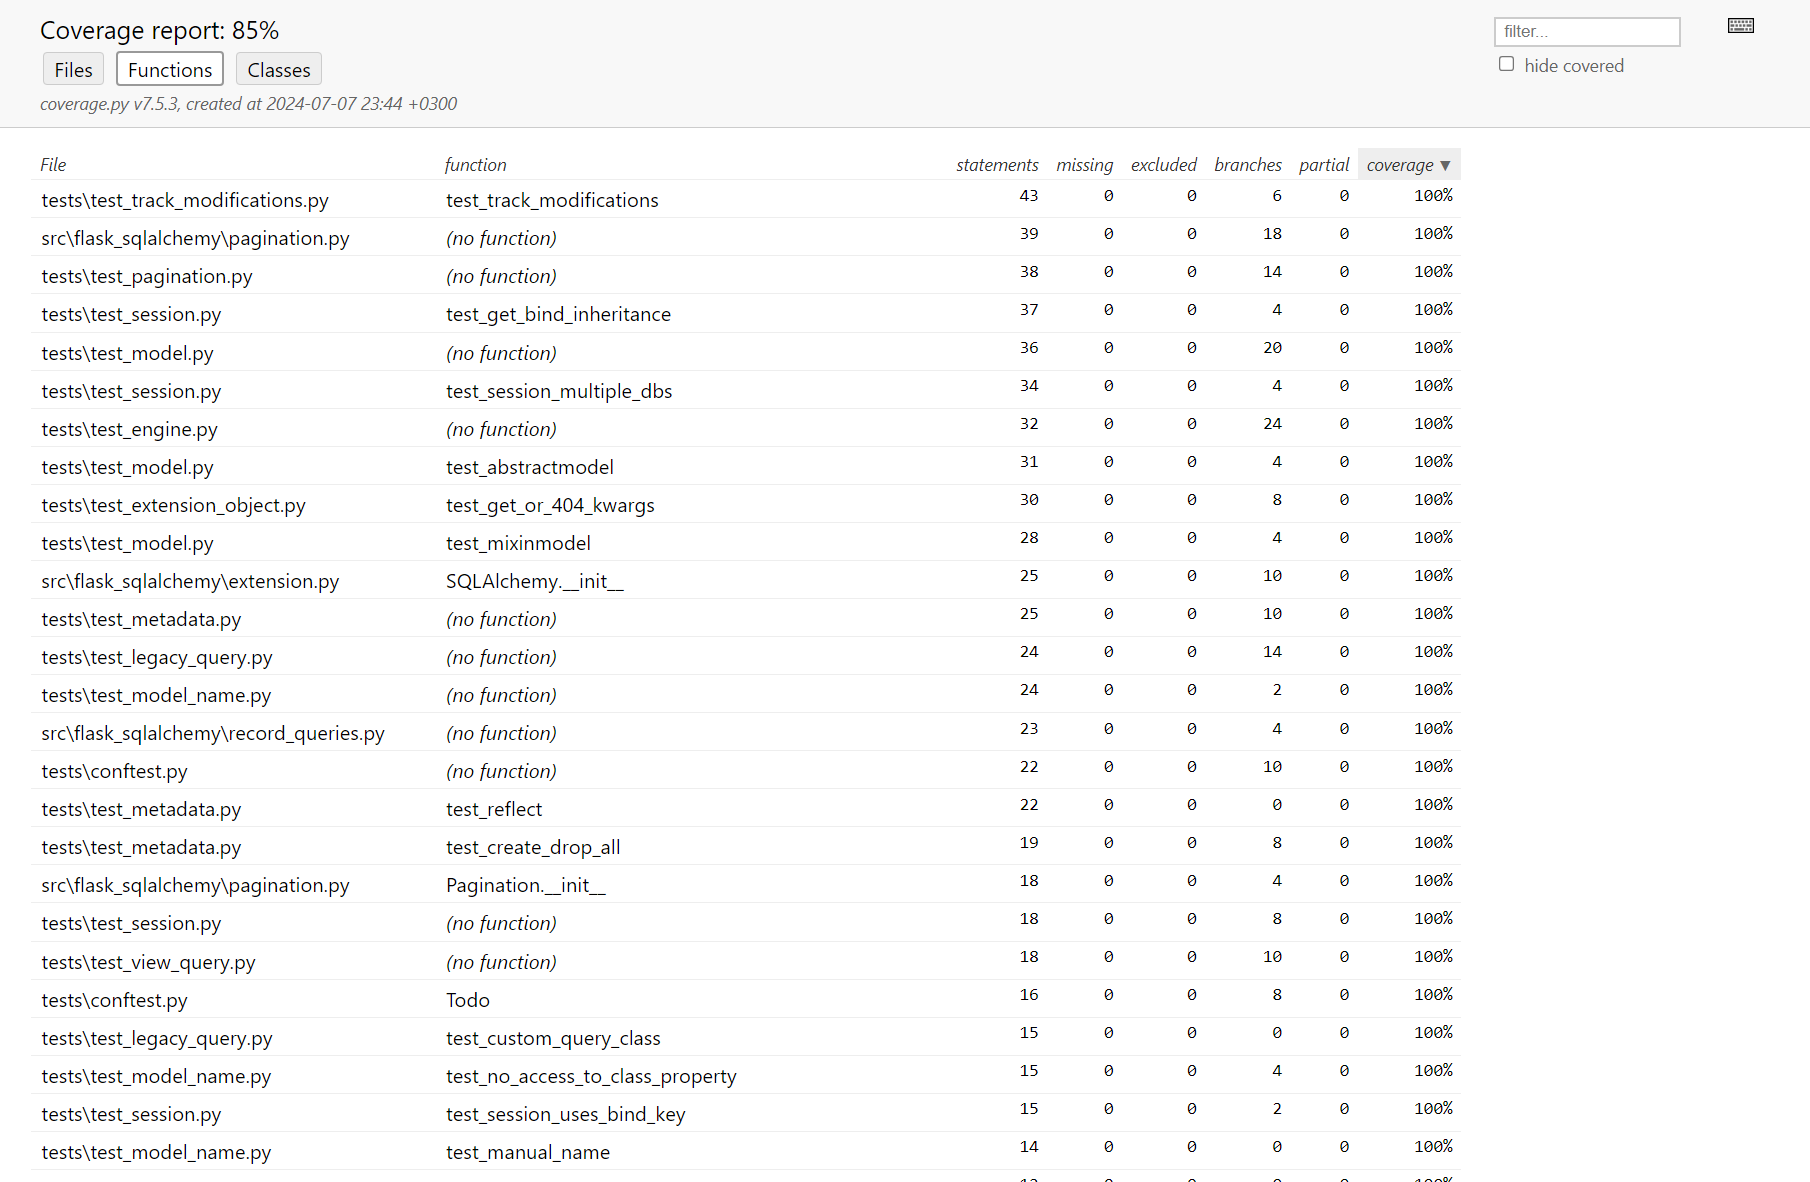 Coverage report: 85%
filter...
Files Functions Classes
hide covered
coverage.py v7.5.3, created at 2024-07-07 23:44 +0300
File function statements missing excluded branches partial coverage ▼
tests\test_track_modifications.py test_track_modifications 43 0 0 6 0 100%
src\flask_sqlalchemy\pagination.py (no function) 39 0 0 18 0 100%
tests\test_pagination.py (no function) 38 0 0 14 0 100%
tests\test_session.py test_get_bind_inheritance 37 0 0 4 0 100%
tests\test_model.py (no function) 36 0 0 20 0 100%
tests\test_session.py test_session_multiple_dbs 34 0 0 4 0 100%
tests\test_engine.py (no function) 32 0 0 24 0 100%
tests\test_model.py test_abstractmodel 31 0 0 4 0 100%
tests\test_extension_object.py test_get_or_404_kwargs 30 0 0 8 0 100%
tests\test_model.py test_mixinmodel 28 0 0 4 0 100%
src\flask_sqlalchemy\extension.py SQLAlchemy.__init__ 25 0 0 10 0 100%
tests\test_metadata.py (no function) 25 0 0 10 0 100%
tests\test_legacy_query.py (no function) 24 0 0 14 0 100%
tests\test_model_name.py (no function) 24 0 0 2 0 100%
src\flask_sqlalchemy\record_queries.py (no function) 23 0 0 4 0 100%
tests\conftest.py (no function) 22 0 0 10 0 100%
tests\test_metadata.py test_reflect 22 0 0 0 0 100%
tests\test_metadata.py test_create_drop_all 19 0 0 8 0 100%
src\flask_sqlalchemy\pagination.py Pagination.__init__ 18 0 0 4 0 100%
tests\test_session.py (no function) 18 0 0 8 0 100%
tests\test_view_query.py (no function) 18 0 0 10 0 100%
tests\conftest.py Todo 16 0 0 8 0 100%
tests\test_legacy_query.py test_custom_query_class 15 0 0 0 0 100%
tests\test_model_name.py test_no_access_to_class_property 15 0 0 4 0 100%
tests\test_session.py test_session_uses_bind_key 15 0 0 2 0 100%
tests\test_model_name.py test_manual_name 14 0 0 0 0 100%